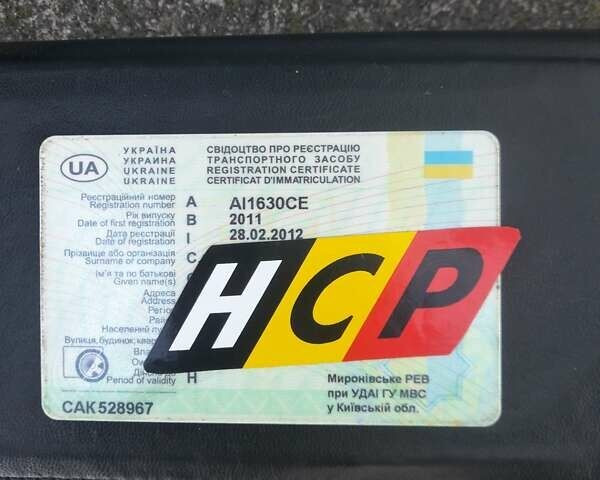 UA
УКРАЇНА
УКРАИНА
UKRAINE
UKRAINE
СВІДОЦТВО ПРО РЕЄСТРАЦІЮ
ТРАНСПОРТНОГО ЗАСОБУ
REGISTRATION CERTIFICATE
CERTIFICAT D'IMMATRICULATION
Реєстраційний номер
Registration number
A
AI1630CE
Рік випуску
Date of first registration
B
2011
Дата реєстрації
Date of registration
I
28.02.2012
Прізвище або організація
Surname or company
Ім'я та по батькові
Given name(s)
Адреса
Address
Населений
Вулиця, будинок,
Period of validity
H
HCP
Миронівське РЕВ
при УДАІ ГУ МВС
у Київській обл.
САК 528967